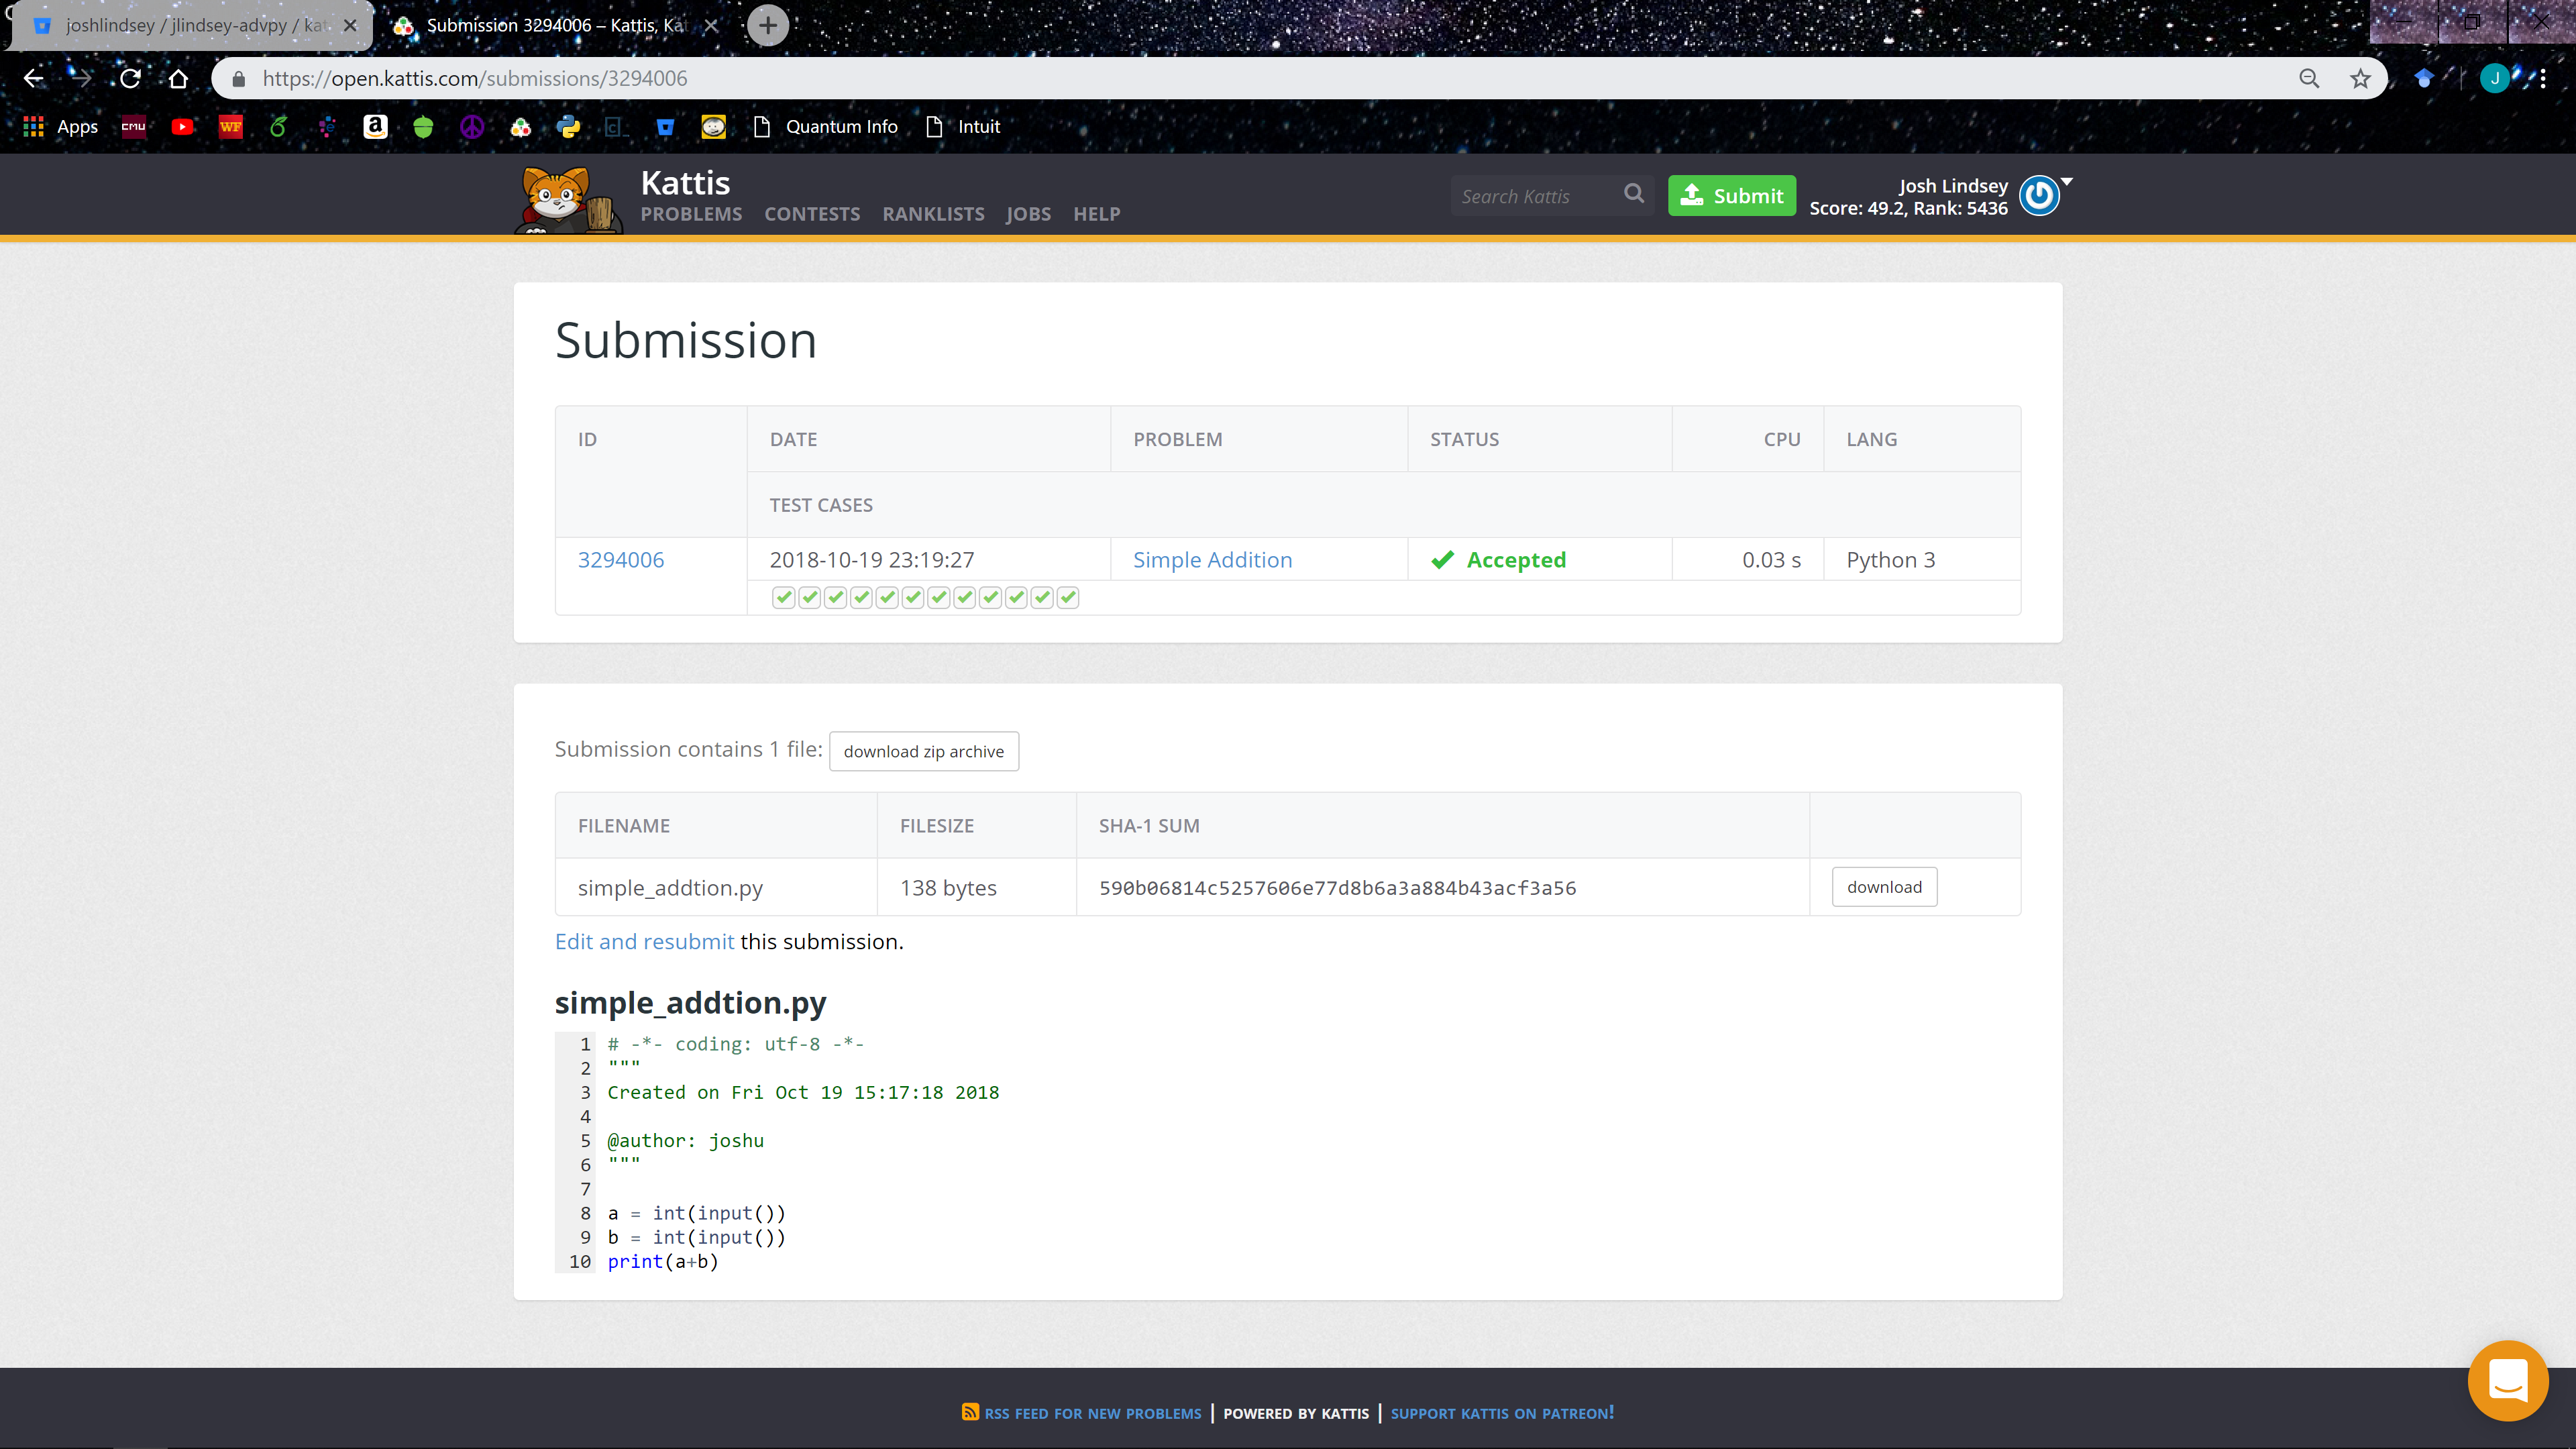 joshlindsey / jlindsey-advpy / kat
Submission 3294006 – Kattis, Kat
https://open.kattis.com/submissions/3294006
J
Apps
CMU
WF
a
Quantum Info
Intuit
Kattis
PROBLEMS CONTESTS RANKLISTS JOBS HELP
Search Kattis
Submit
Josh Lindsey
Score: 49.2, Rank: 5436
Submission
ID DATE PROBLEM STATUS CPU LANG
TEST CASES
3294006 2018-10-19 23:19:27 Simple Addition Accepted 0.03 s Python 3
Submission contains 1 file: download zip archive
FILENAME FILESIZE SHA-1 SUM
simple_addtion.py 138 bytes 590b06814c5257606e77d8b6a3a884b43acf3a56 download
Edit and resubmit this submission.
simple_addtion.py
1 # -*- coding: utf-8 -*-
2 """
3 Created on Fri Oct 19 15:17:18 2018
4
5 @author: joshu
6 """
7
8 a = int(input())
9 b = int(input())
10 print(a+b)
RSS FEED FOR NEW PROBLEMS | POWERED BY KATTIS | SUPPORT KATTIS ON PATREON!